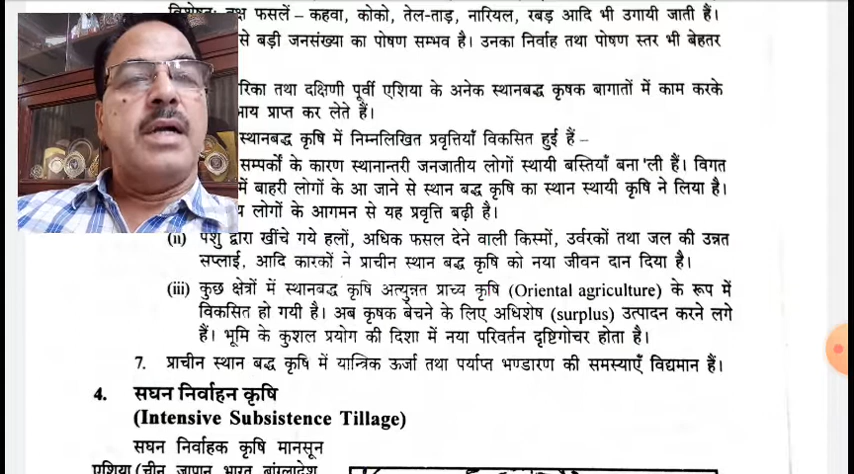 वृक्ष फसलें – कहवा, कोको, तेल-ताड़, नारियल, रबड़ आदि भी उगायी जाती हैं।
से बड़ी जनसंख्या का पोषण सम्भव है। उनका निर्वाह तथा पोषण स्तर भी बेहतर
रिका तथा दक्षिणी पूर्वी एशिया के अनेक स्थानबद्ध कृषक बागातों में काम करके
आय प्राप्त कर लेते हैं।
स्थानबद्ध कृषि में निम्नलिखित प्रवृत्तियाँ विकसित हुई हैं –
सम्पर्कों के कारण स्थानान्तरी जनजातीय लोगों स्थायी बस्तियाँ बना 'ली हैं। विगत
में बाहरी लोगों के आ जाने से स्थान बद्ध कृषि का स्थान स्थायी कृषि ने लिया है।
य लोगों के आगमन से यह प्रवृत्ति बढ़ी है।
(ii) पशु द्वारा खींचे गये हलों, अधिक फसल देने वाली किस्मों, उर्वरकों तथा जल की उन्नत
सप्लाई, आदि कारकों ने प्राचीन स्थान बद्ध कृषि को नया जीवन दान दिया है।
(iii) कुछ क्षेत्रों में स्थानबद्ध कृषि अत्युन्नत प्राच्य कृषि (Oriental agriculture) के रूप में
विकसित हो गयी है। अब कृषक बेचने के लिए अधिशेष (surplus) उत्पादन करने लगे
हैं। भूमि के कुशल प्रयोग की दिशा में नया परिवर्तन दृष्टिगोचर होता है।
7. प्राचीन स्थान बद्ध कृषि में यान्त्रिक ऊर्जा तथा पर्याप्त भण्डारण की समस्याएँ विद्यमान हैं।
4. सघन निर्वाहन कृषि
(Intensive Subsistence Tillage)
सघन निर्वाहक कृषि मानसून
एशिया (चीन, जापान, भारत, बांग्लादेश,